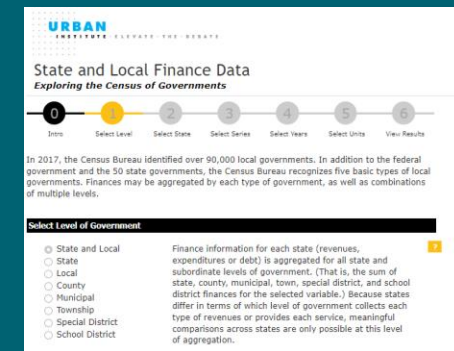 URBAN
INSTITUTE · ELEVATE · THE · DEBATE
State and Local Finance Data
Exploring the Census of Governments
0 1 2 3 4 5 6
Intro Select Level Select State Select Series Select Years Select Units View Results
In 2017, the Census Bureau identified over 90,000 local governments. In addition to the federal
government and the 50 state governments, the Census Bureau recognizes five basic types of local
governments. Finances may be aggregated by each type of government, as well as combinations
of multiple levels.
Select Level of Government
State and Local
State
Local
County
Municipal
Township
Special District
School District
Finance information for each state (revenues,
expenditures or debt) is aggregated for all state and
subordinate levels of government. (That is, the sum of
state, county, municipal, town, special district, and school
district finances for the selected variable.) Because states
differ in terms of which level of government collects each
type of revenues or provides each service, meaningful
comparisons across states are only possible at this level
of aggregation.
?